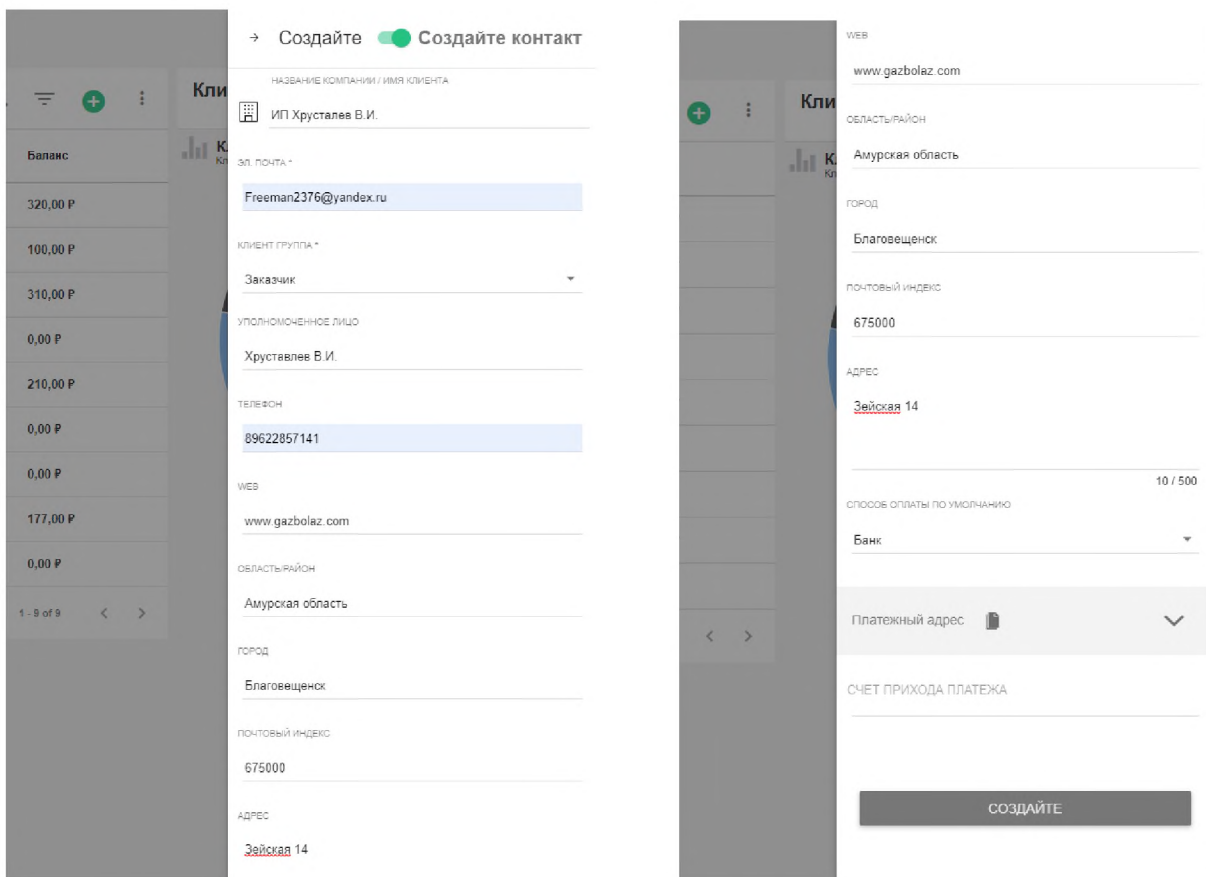 Баланс
320,00 ₽
100,00 ₽
310,00 ₽
0,00 ₽
210,00 ₽
0,00 ₽
0,00 ₽
177,00 ₽
0,00 ₽
1 - 9 of 9
Кли
К
Кл
Создайте Создайте контакт
НАЗВАНИЕ КОМПАНИИ / ИМЯ КЛИЕНТА
ИП Хрусталев В.И.
ЭЛ. ПОЧТА *
Freeman2376@yandex.ru
КЛИЕНТ ГРУППА *
Заказчик
УПОЛНОМОЧЕННОЕ ЛИЦО
Хруставлев В.И.
ТЕЛЕФОН
89622857141
WEB
www.gazbolaz.com
ОБЛАСТЬ/РАЙОН
Амурская область
ГОРОД
Благовещенск
ПОЧТОВЫЙ ИНДЕКС
675000
АДРЕС
Зейская 14
Кли
К
Кл
WEB
www.gazbolaz.com
ОБЛАСТЬ/РАЙОН
Амурская область
ГОРОД
Благовещенск
ПОЧТОВЫЙ ИНДЕКС
675000
АДРЕС
Зейская 14
10 / 500
СПОСОБ ОПЛАТЫ ПО УМОЛЧАНИЮ
Банк
Платежный адрес
СЧЕТ ПРИХОДА ПЛАТЕЖА
СОЗДАЙТЕ